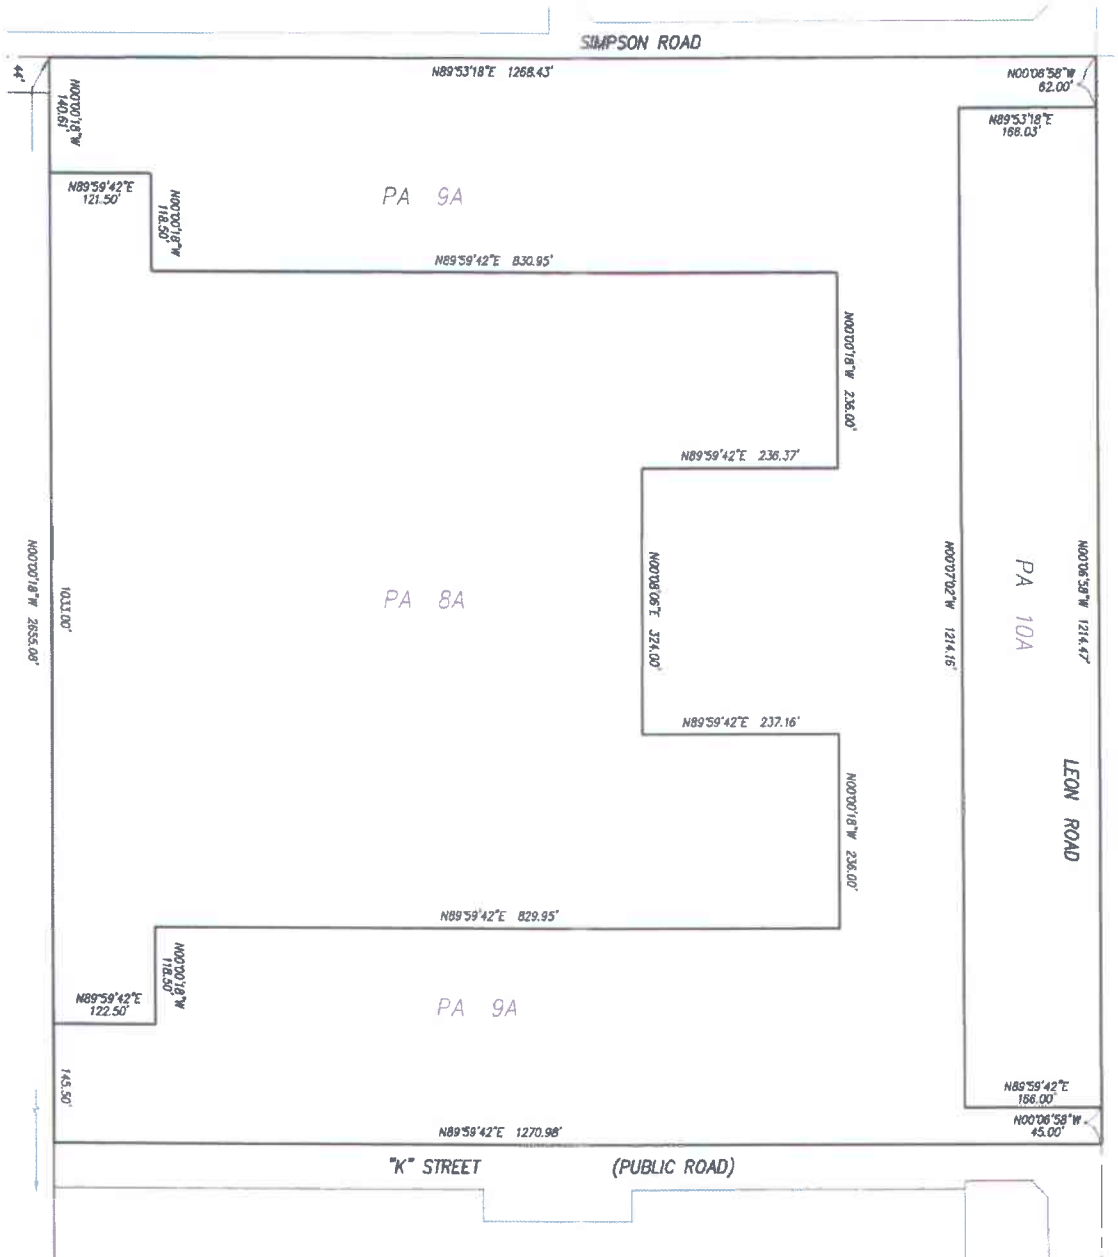 SIMPSON ROAD
N89°53'18"E 1268.43'
N00°06'58"W
62.00'
44'
N00°00'18"W
140.61'
N89°53'18"E
166.03'
N89°59'42"E
121.50'
N00°00'18"W
118.50'
PA 9A
N89°59'42"E 830.95'
N00°00'18"W 236.00'
N89°59'42"E 236.37'
N00°00'18"W 2655.08'
1033.00'
PA 8A
N00°08'06"E 324.00'
N00°07'02"W 1214.16'
PA 10A
N00°06'58"W 1214.47'
N89°59'42"E 237.16'
LEON ROAD
N00°00'18"W 236.00'
N89°59'42"E 829.95'
N00°00'18"W
118.50'
N89°59'42"E
122.50'
PA 9A
145.50'
N89°59'42"E
166.00'
N00°06'58"W
45.00'
N89°59'42"E 1270.98'
"K" STREET (PUBLIC ROAD)